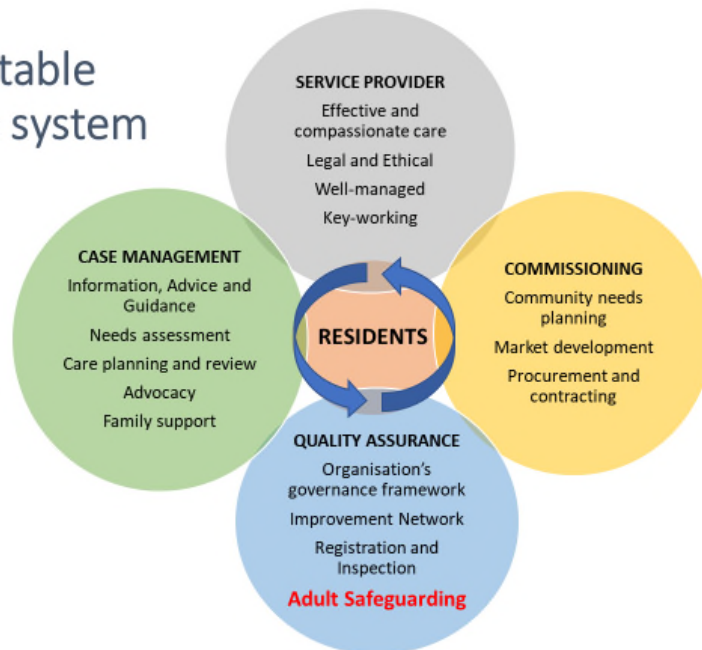 table
system
SERVICE PROVIDER
Effective and
compassionate care
Legal and Ethical
Well-managed
Key-working
CASE MANAGEMENT
Information, Advice and
Guidance
Needs assessment
Care planning and review
Advocacy
Family support
RESIDENTS
COMMISSIONING
Community needs
planning
Market development
Procurement and
contracting
QUALITY ASSURANCE
Organisation's
governance framework
Improvement Network
Registration and
Inspection
Adult Safeguarding